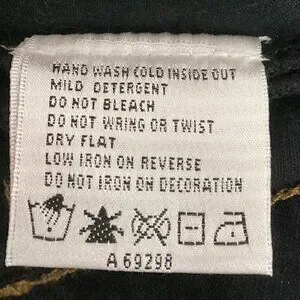 HAND WASH COLD INSIDE OUT
MILD DETERGENT
DO NOT BLEACH
DO NOT WRING OR TWIST
DRY FLAT
LOW IRON ON REVERSE
DO NOT IRON ON DECORATION
A 69298